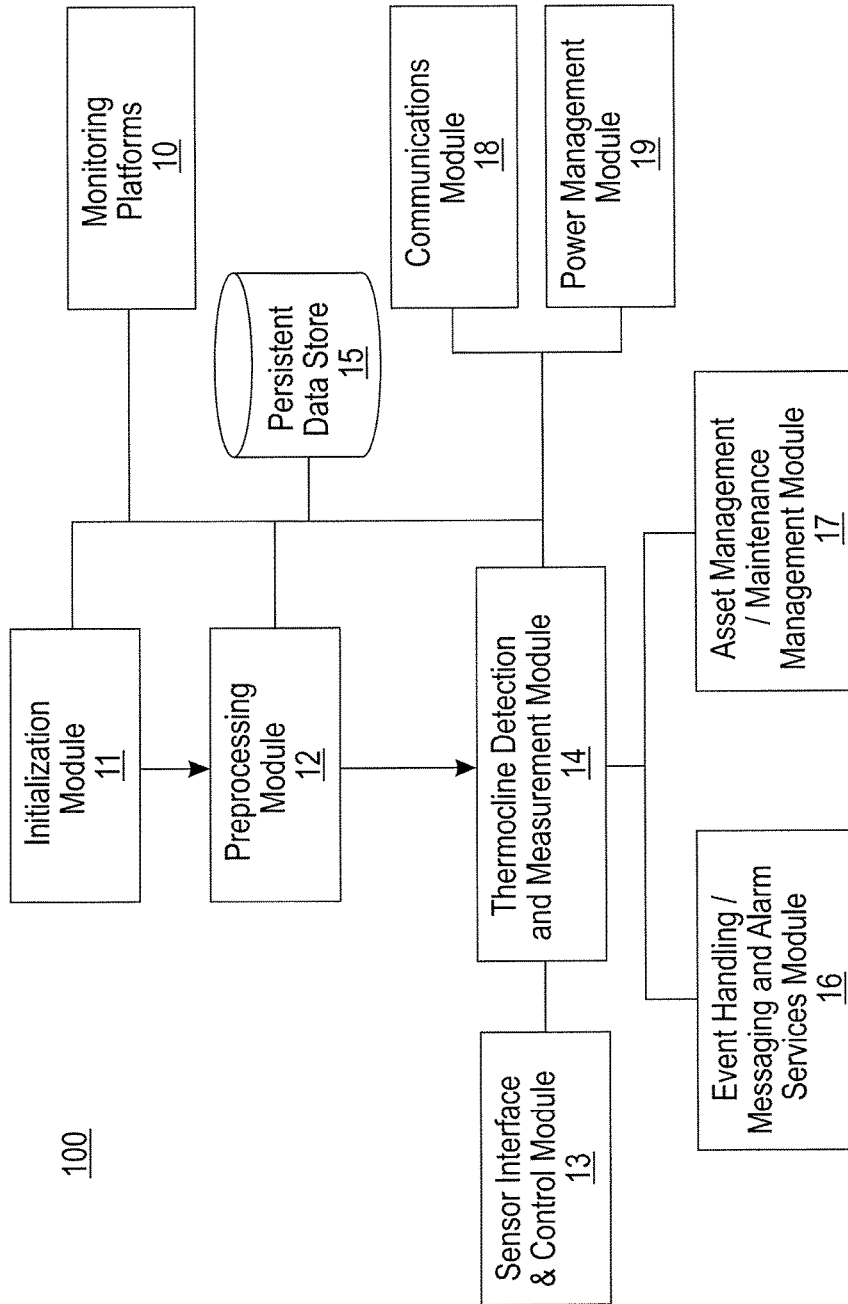 100
Initialization
Module
11
Monitoring
Platforms
10
Preprocessing
Module
12
Persistent
Data Store
15
Sensor Interface
& Control Module
13
Thermocline Detection
and Measurement Module
14
Communications
Module
18
Power Management
Module
19
Event Handling /
Messaging and Alarm
Services Module
16
Asset Management
/ Maintenance
Management Module
17